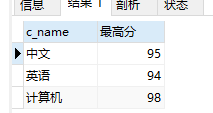 信息 结果 1 剖析 状态
c_name 最高分
中文 95
英语 94
计算机 98